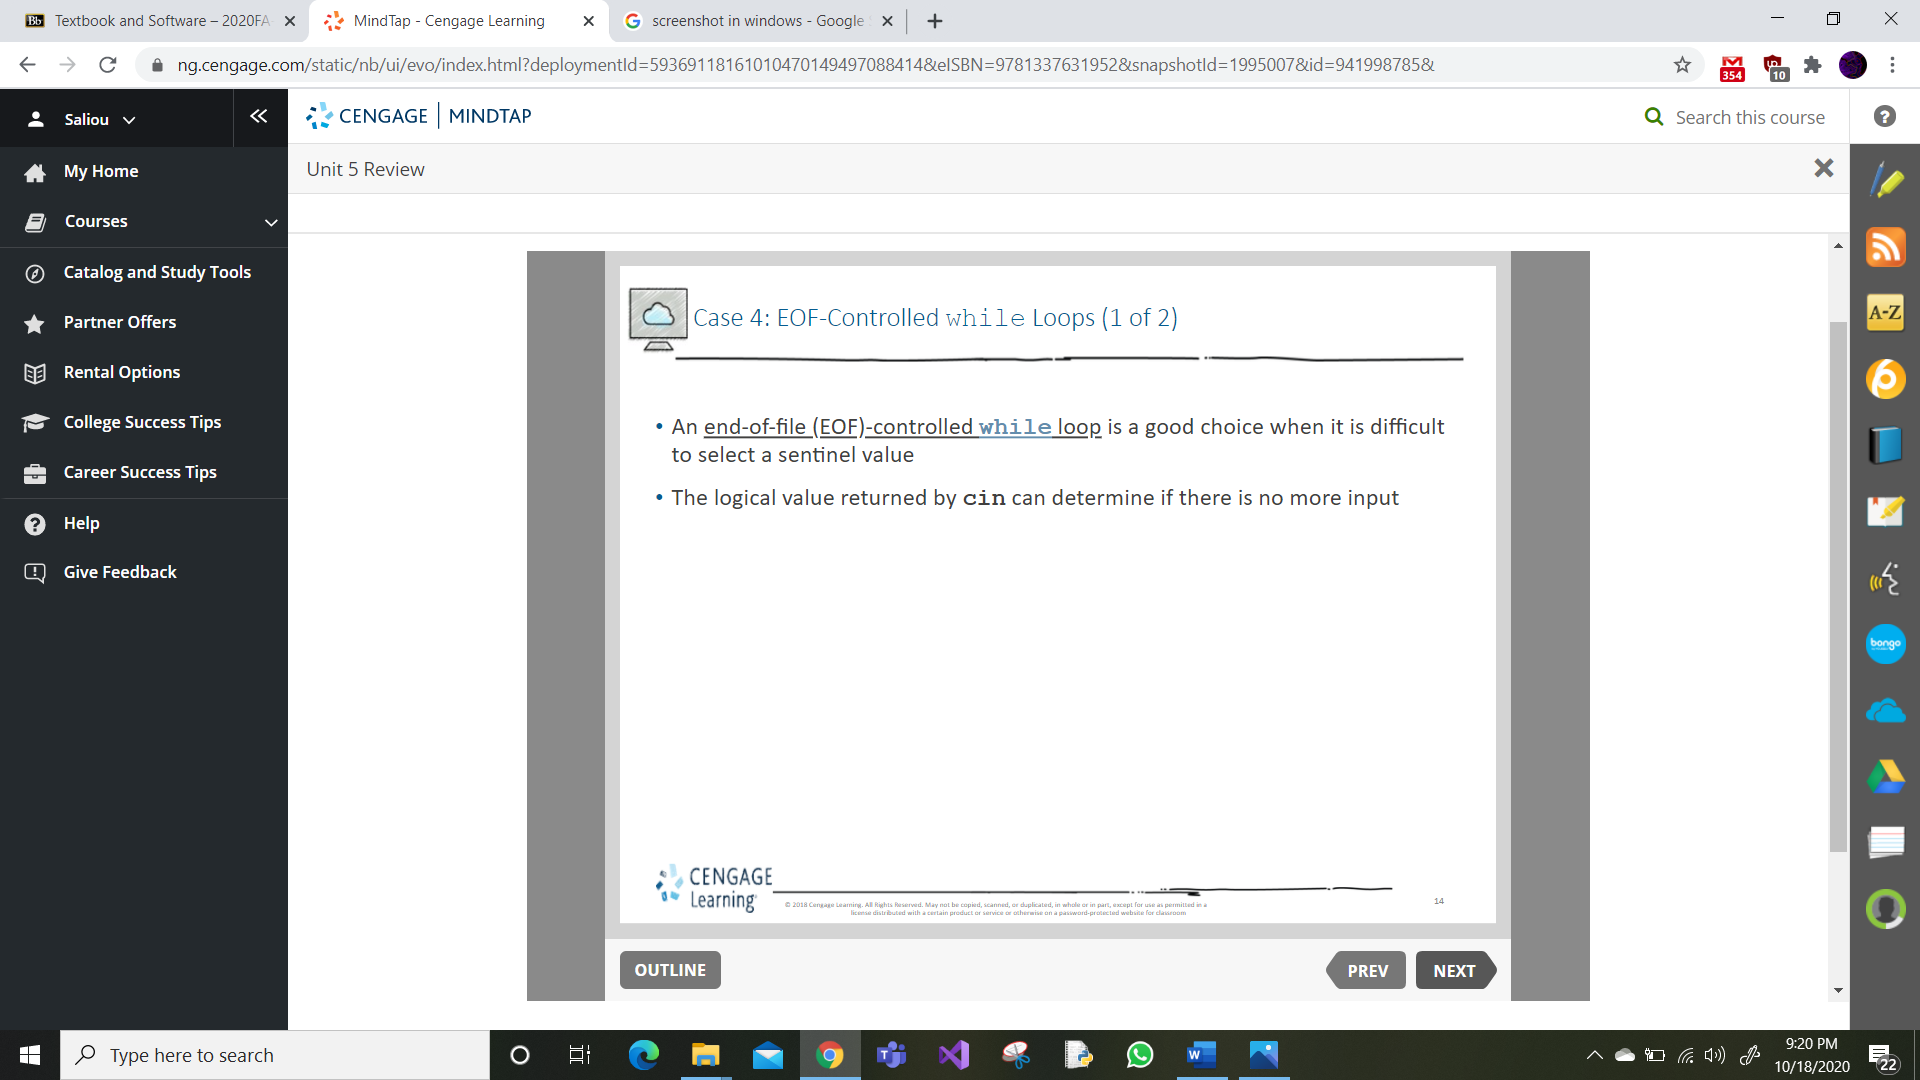 Bb Textbook and Software – 2020FA
MindTap - Cengage Learning
screenshot in windows - Google
ng.cengage.com/static/nb/ui/evo/index.html?deploymentId=59369118161010470149497088414&eISBN=9781337631952&snapshotId=1995007&id=941998785&
354
10
Saliou
CENGAGE | MINDTAP
Search this course
Unit 5 Review
My Home
Courses
Catalog and Study Tools
Partner Offers
Rental Options
College Success Tips
Career Success Tips
Help
Give Feedback
Case 4: EOF-Controlled while Loops (1 of 2)
• An end-of-file (EOF)-controlled while loop is a good choice when it is difficult
to select a sentinel value
• The logical value returned by cin can determine if there is no more input
CENGAGE
Learning
© 2018 Cengage Learning. All Rights Reserved. May not be copied, scanned, or duplicated, in whole or in part, except for use as permitted in a
license distributed with a certain product or service or otherwise on a password-protected website for classroom
14
OUTLINE
PREV
NEXT
A-Z
bongo
Type here to search
9:20 PM
10/18/2020
22